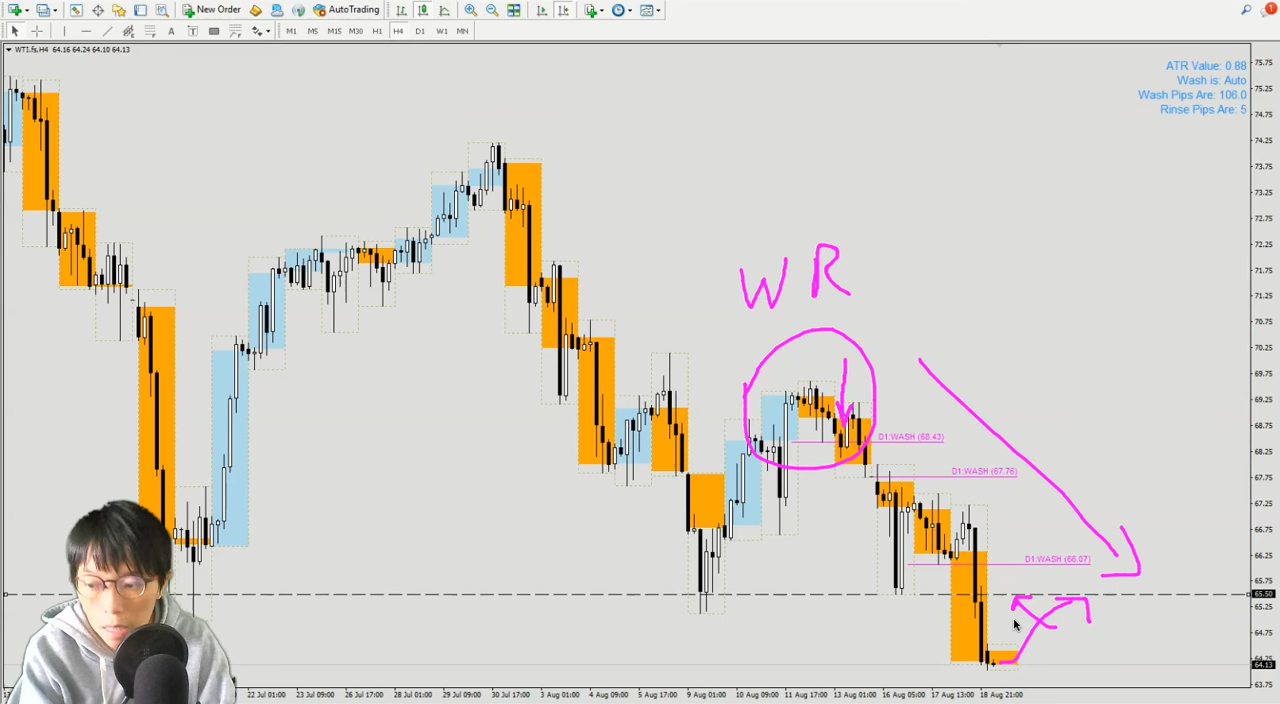 New Order
AutoTrading
1
A T
M1 M5 M15 M30 H1 H4 D1 W1 MN
WTI.fs,H4 64.16 64.24 64.10 64.13
ATR Value: 0.88
Wash is: Auto
Wash Pips Are: 106.0
Rinse Pips Are: 5
W R
D1:WASH (68.43)
D1:WASH (67.76)
D1:WASH (66.07)
75.75
75.25
74.75
74.25
73.75
73.25
72.75
72.25
71.75
71.25
70.75
70.25
69.75
69.25
68.75
68.25
67.75
67.25
66.75
66.25
65.75
65.50
65.25
64.75
64.25
64.13
63.75
22 Jul 01:00 23 Jul 09:00 26 Jul 17:00 28 Jul 01:00 29 Jul 09:00 30 Jul 17:00 3 Aug 01:00 4 Aug 09:00 5 Aug 17:00 9 Aug 01:00 10 Aug 09:00 11 Aug 17:00 13 Aug 01:00 16 Aug 05:00 17 Aug 13:00 18 Aug 21:00